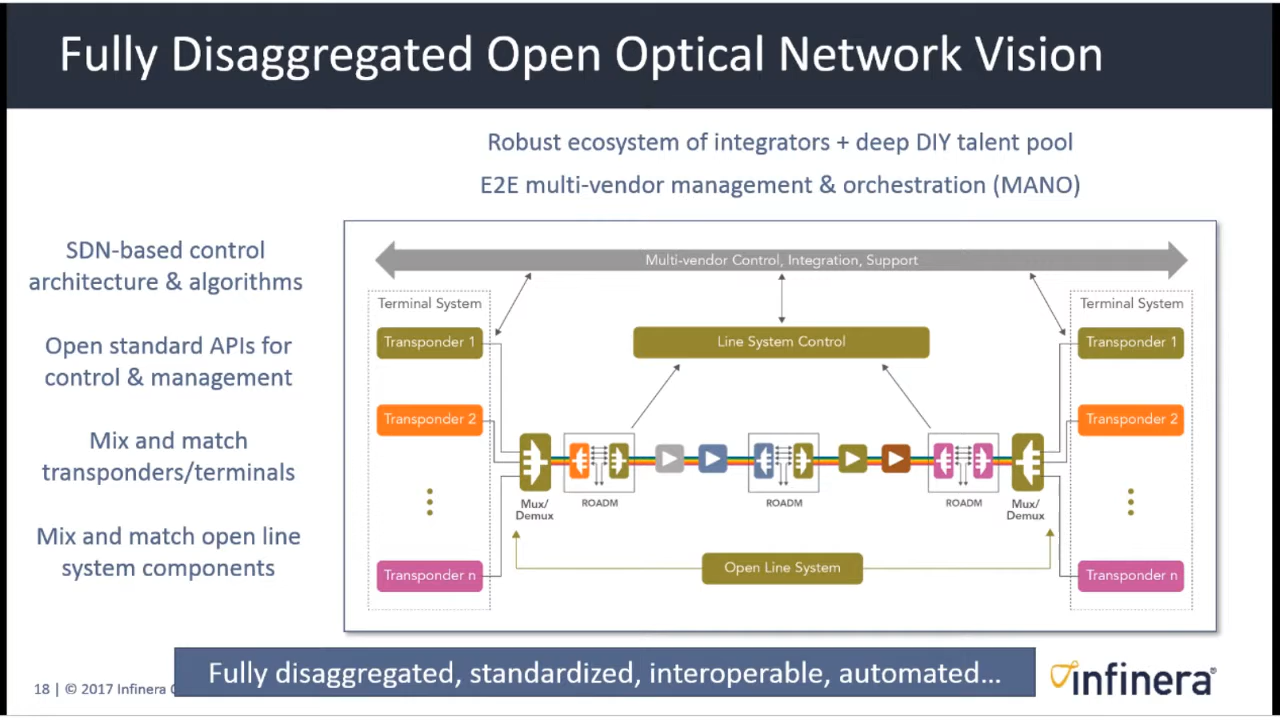 Fully Disaggregated Open Optical Network Vision
Robust ecosystem of integrators + deep DIY talent pool
E2E multi-vendor management & orchestration (MANO)
SDN-based control
architecture & algorithms
Open standard APIs for
control & management
Mix and match
transponders/terminals
Mix and match open line
system components
Multi-vendor Control, Integration, Support
Terminal System
Transponder 1
Transponder 2
Transponder n
Line System Control
Mux/
Demux
ROADM
ROADM
ROADM
Mux/
Demux
Open Line System
Terminal System
Transponder 1
Transponder 2
Transponder n
Fully disaggregated, standardized, interoperable, automated...
18 | © 2017 Infinera
infinera®